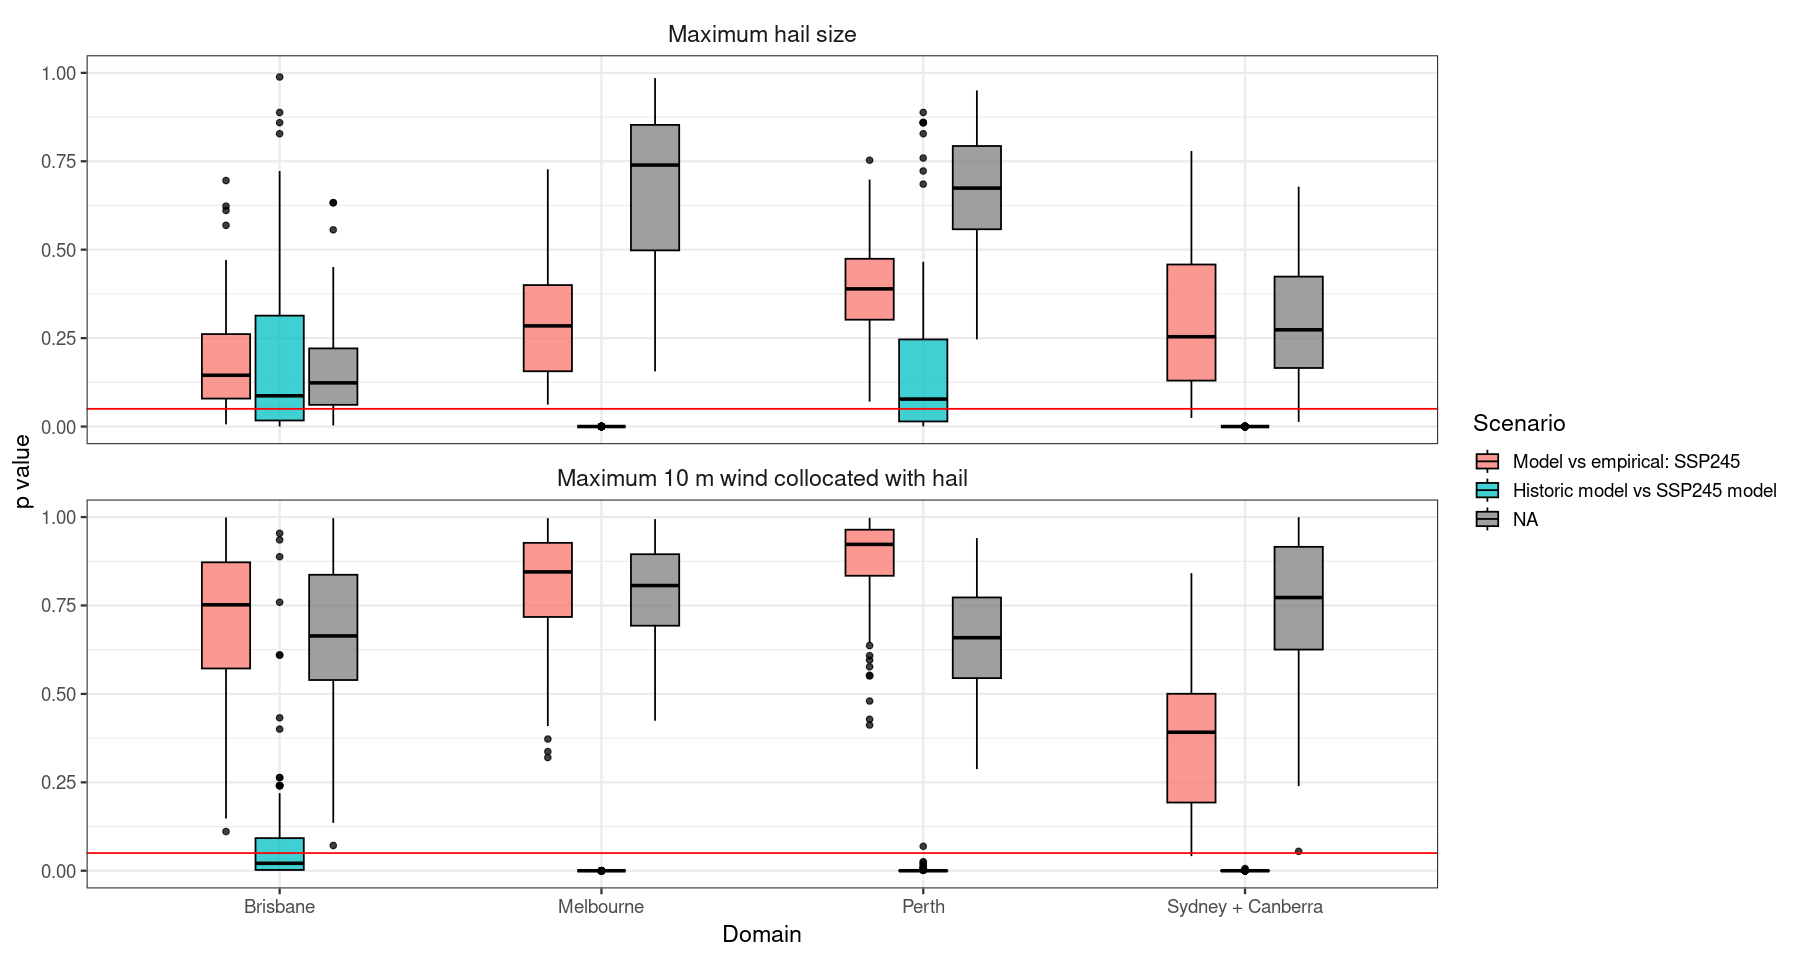 Maximum hail size
1.00
0.75
0.50
0.25
0.00
Maximum 10 m wind collocated with hail
1.00
0.75
0.50
0.25
0.00
p value
Brisbane
Melbourne
Perth
Sydney + Canberra
Domain
Scenario
Model vs empirical: SSP245
Historic model vs SSP245 model
NA